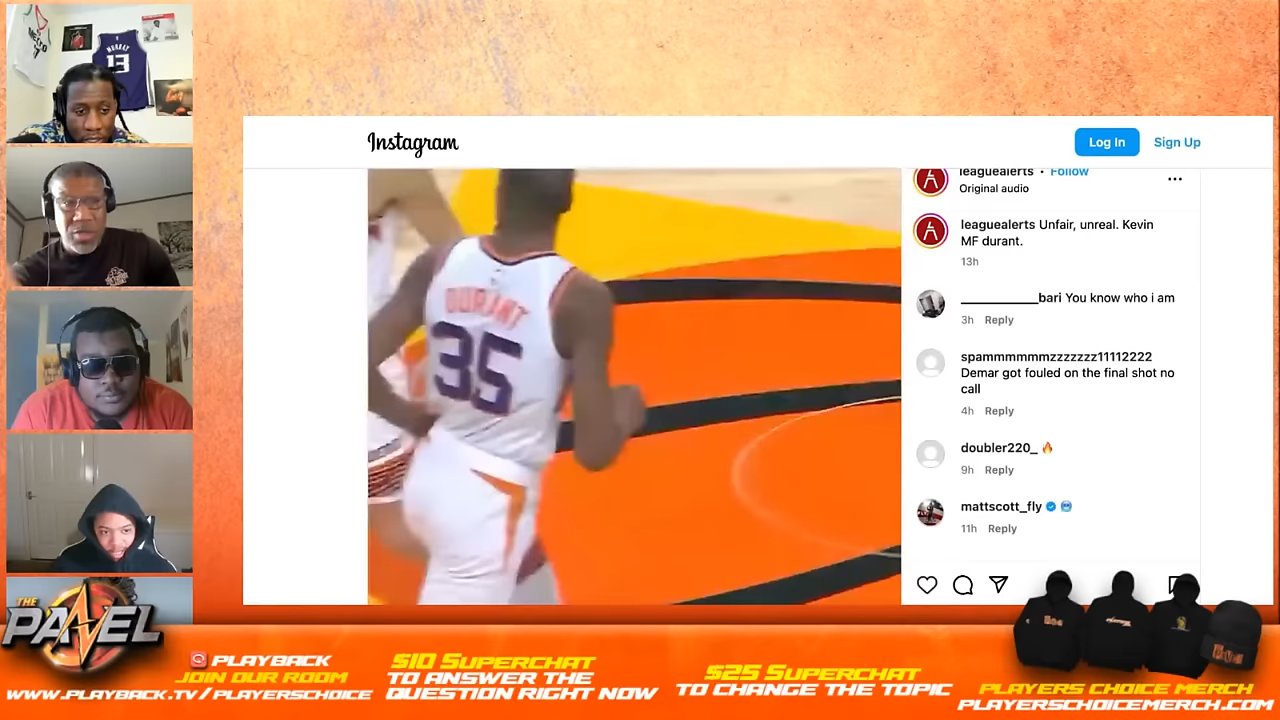 MURRAY
13
Instagram
Log In
Sign Up
leaguealerts • Follow
Original audio
leaguealerts Unfair, unreal. Kevin
MF durant.
13h
____________bari You know who i am
3h Reply
spammmmmmzzzzzzz11112222
Demar got fouled on the final shot no
call
4h Reply
doubler220_ 🔥
9h Reply
mattscott_fly 🥶
11h Reply
DURANT
35
THE
PANEL
PLAYBACK
JOIN OUR ROOM
WWW.PLAYBACK.TV/PLAYERSCHOICE
$10 SUPERCHAT
TO ANSWER THE
QUESTION RIGHT NOW
$25 SUPERCHAT
TO CHANGE THE TOPIC
PLAYERS CHOICE MERCH
PLAYERSCHOICEMERCH.COM